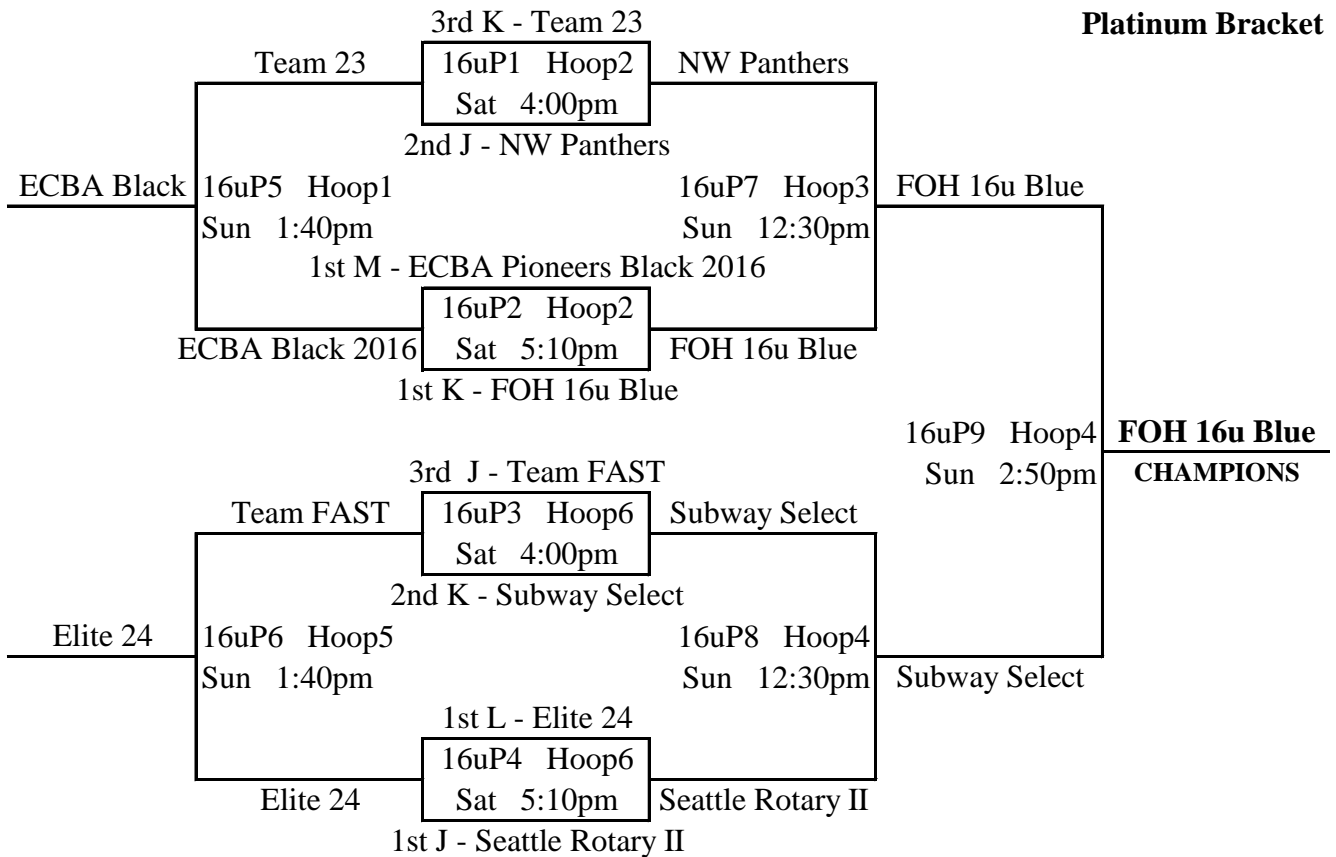 Platinum Bracket
3rd K - Team 23
Team 23
16uP1 Hoop2
Sat 4:00pm
NW Panthers
2nd J - NW Panthers
ECBA Black
16uP5 Hoop1
Sun 1:40pm
16uP7 Hoop3
Sun 12:30pm
FOH 16u Blue
1st M - ECBA Pioneers Black 2016
16uP2 Hoop2
Sat 5:10pm
ECBA Black 2016
FOH 16u Blue
1st K - FOH 16u Blue
16uP9 Hoop4
Sun 2:50pm
FOH 16u Blue
CHAMPIONS
3rd J - Team FAST
Team FAST
16uP3 Hoop6
Sat 4:00pm
Subway Select
2nd K - Subway Select
Elite 24
16uP6 Hoop5
Sun 1:40pm
16uP8 Hoop4
Sun 12:30pm
Subway Select
1st L - Elite 24
16uP4 Hoop6
Sat 5:10pm
Elite 24
Seattle Rotary II
1st J - Seattle Rotary II